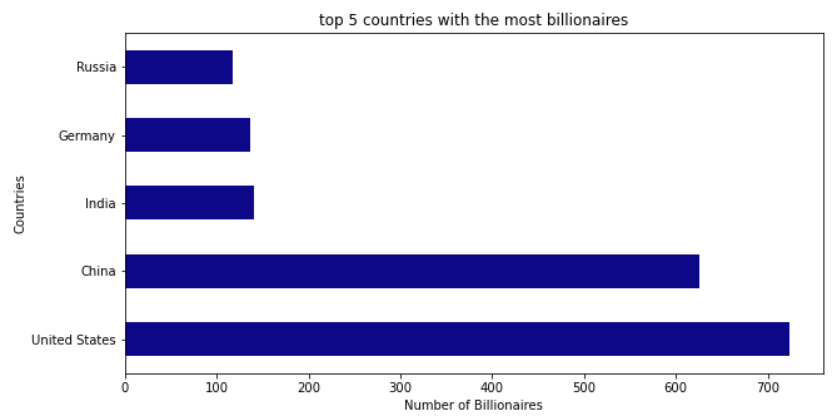 top 5 countries with the most billionaires
Russia
Germany
India
China
United States
Countries
0 100 200 300 400 500 600 700
Number of Billionaires